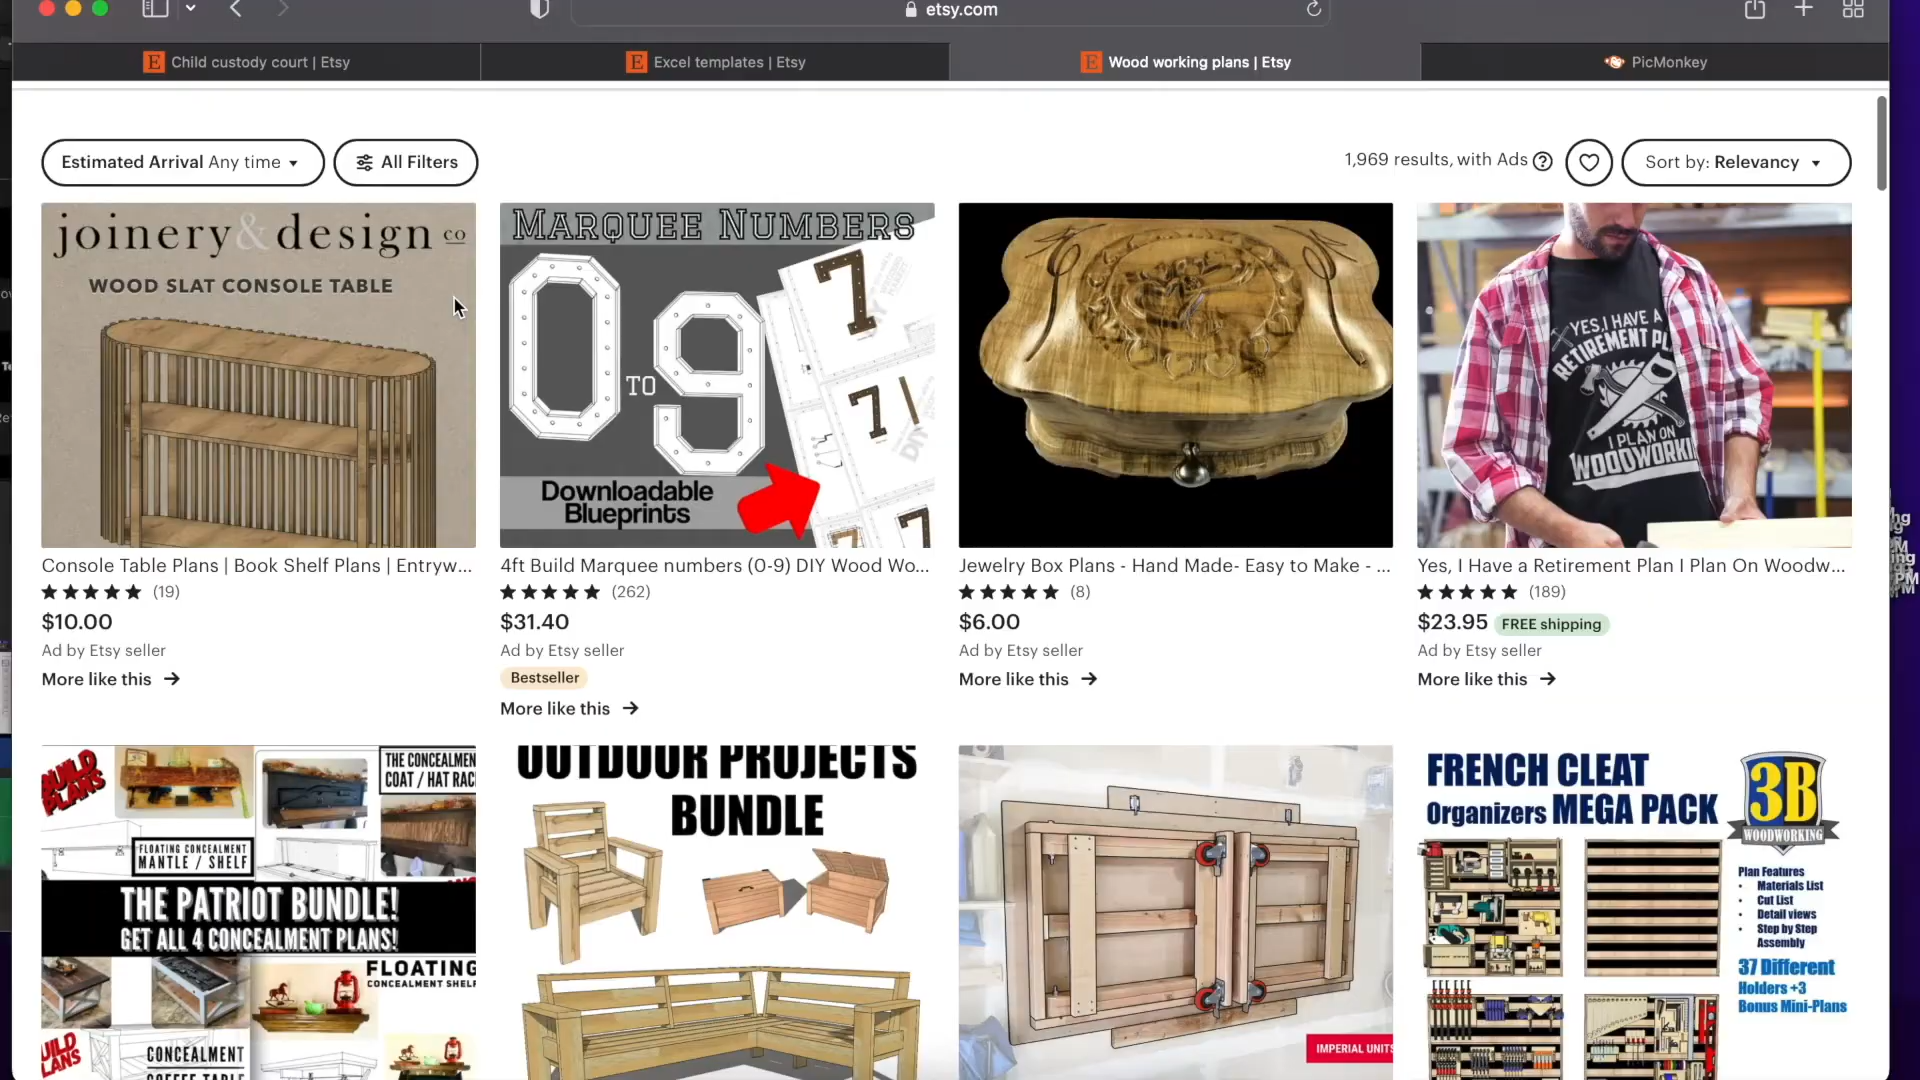 etsy.com
Child custody court | Etsy
Excel templates | Etsy
Wood working plans | Etsy
PicMonkey
Estimated Arrival Any time
All Filters
1,969 results, with Ads
Sort by: Relevancy
joinery & design co
WOOD SLAT CONSOLE TABLE
MARQUEE NUMBERS
0 TO 9
7
7
DIY
Downloadable
Blueprints
YES, I HAVE A
RETIREMENT PL
I PLAN ON
WOODWORKI
Console Table Plans | Book Shelf Plans | Entryw...
(19)
$10.00
Ad by Etsy seller
More like this
4ft Build Marquee numbers (0-9) DIY Wood Wo...
(262)
$31.40
Ad by Etsy seller
Bestseller
More like this
Jewelry Box Plans - Hand Made- Easy to Make - ...
(8)
$6.00
Ad by Etsy seller
More like this
Yes, I Have a Retirement Plan I Plan On Woodw...
(189)
$23.95 FREE shipping
Ad by Etsy seller
More like this
BUILD
PLANS
THE CONCEALMEN
COAT / HAT RAC
FLOATING CONCEALMENT
MANTLE / SHELF
THE PATRIOT BUNDLE!
GET ALL 4 CONCEALMENT PLANS!
FLOATING
CONCEALMENT SHELF
CONCEALMENT
COFFEE TABLE
OUTDOOR PROJECTS
BUNDLE
IMPERIAL UNITS
FRENCH CLEAT
Organizers MEGA PACK
3B
WOODWORKING
Plan Features
• Materials List
• Cut List
• Detail views
• Step by Step
Assembly
37 Different
Holders +3
Bonus Mini-Plans